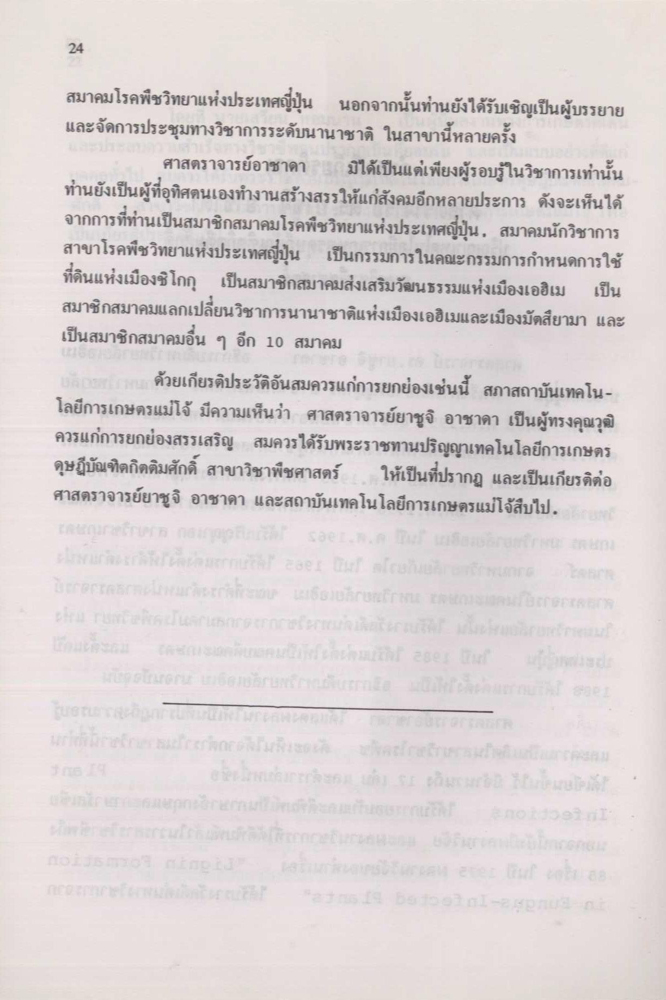 24
สมาคมโรคพืชวิทยาแห่งประเทศญี่ปุ่น นอกจากนั้นท่านยังได้รับเชิญเป็นผู้บรรยาย
และจัดการประชุมทางวิชาการระดับนานาชาติ ในสาขานี้หลายครั้ง
ศาสตราจารย์อาซาดา มิได้เป็นแต่เพียงผู้รอบรู้ในวิชาการเท่านั้น
ท่านยังเป็นผู้ที่อุทิศตนเองทำงานสร้างสรรให้แก่สังคมอีกหลายประการ ดังจะเห็นได้
จากการที่ท่านเป็นสมาชิกสมาคมโรคพืชวิทยาแห่งประเทศญี่ปุ่น, สมาคมนักวิชาการ
สาขาโรคพืชวิทยาแห่งประเทศญี่ปุ่น เป็นกรรมการในคณะกรรมการกำหนดการใช้
ที่ดินแห่งเมืองชิโกกุ เป็นสมาชิกสมาคมส่งเสริมวัฒนธรรมแห่งเมืองเอฮิเม เป็น
สมาชิกสมาคมแลกเปลี่ยนวิชาการนานาชาติแห่งเมืองเอฮิเมและเมืองมัตสึยามา และ
เป็นสมาชิกสมาคมอื่น ๆ อีก 10 สมาคม
ด้วยเกียรติประวัติอันสมควรแก่การยกย่องเช่นนี้ สภาสถาบันเทคโน-
โลยีการเกษตรแม่โจ้ มีความเห็นว่า ศาสตราจารย์ยาซูจิ อาซาดา เป็นผู้ทรงคุณวุฒิ
ควรแก่การยกย่องสรรเสริญ สมควรได้รับพระราชทานปริญญาเทคโนโลยีการเกษตร
ดุษฎีบัณฑิตกิตติมศักดิ์ สาขาวิชาพืชศาสตร์ ให้เป็นที่ปรากฏ และเป็นเกียรติต่อ
ศาสตราจารย์ยาซูจิ อาซาดา และสถาบันเทคโนโลยีการเกษตรแม่โจ้สืบไป.